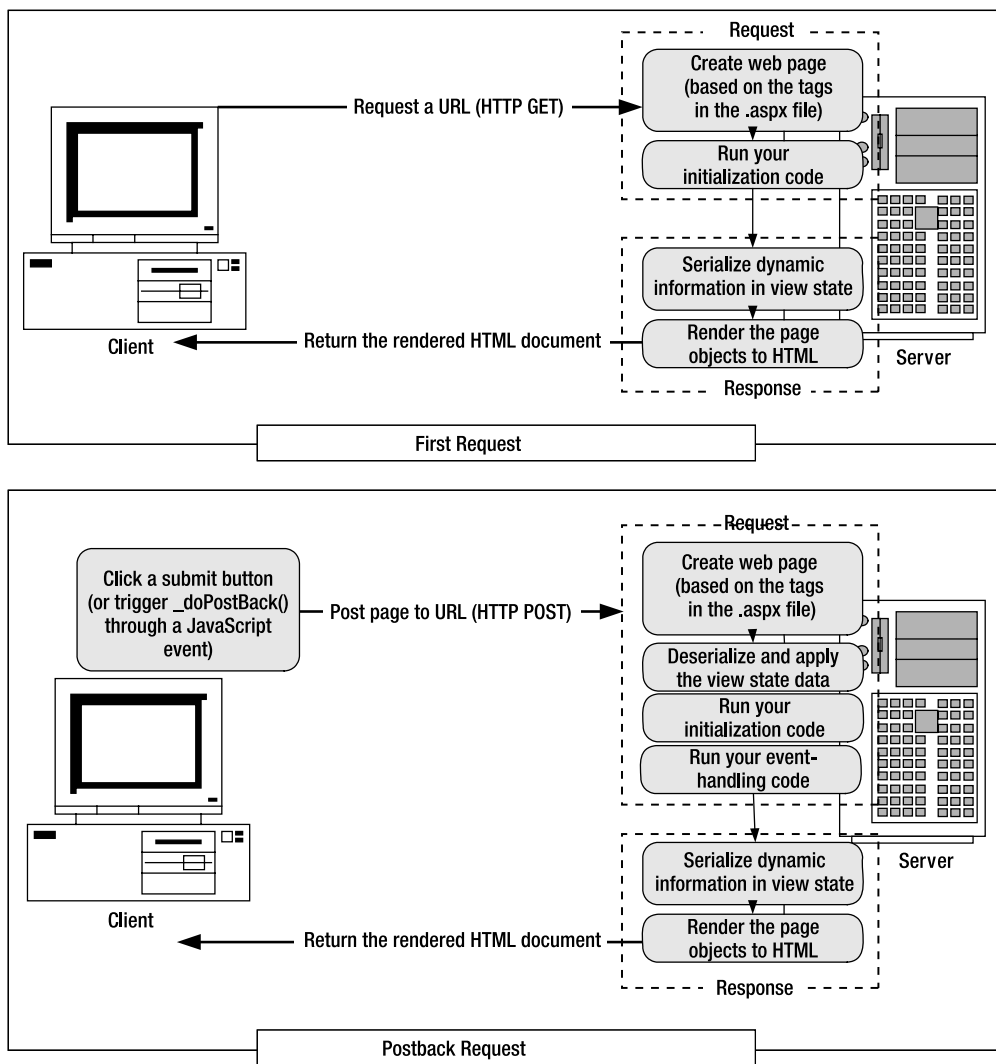 Request
Create web page
(based on the tags
in the .aspx file)
Request a URL (HTTP GET)
Run your
initialization code
Serialize dynamic
information in view state
Return the rendered HTML document
Render the page
objects to HTML
Client
Server
Response
First Request
Request
Click a submit button
(or trigger _doPostBack()
through a JavaScript
event)
Post page to URL (HTTP POST)
Create web page
(based on the tags
in the .aspx file)
Deserialize and apply
the view state data
Run your
initialization code
Run your event-
handling code
Serialize dynamic
information in view state
Server
Client
Return the rendered HTML document
Render the page
objects to HTML
Response
Postback Request